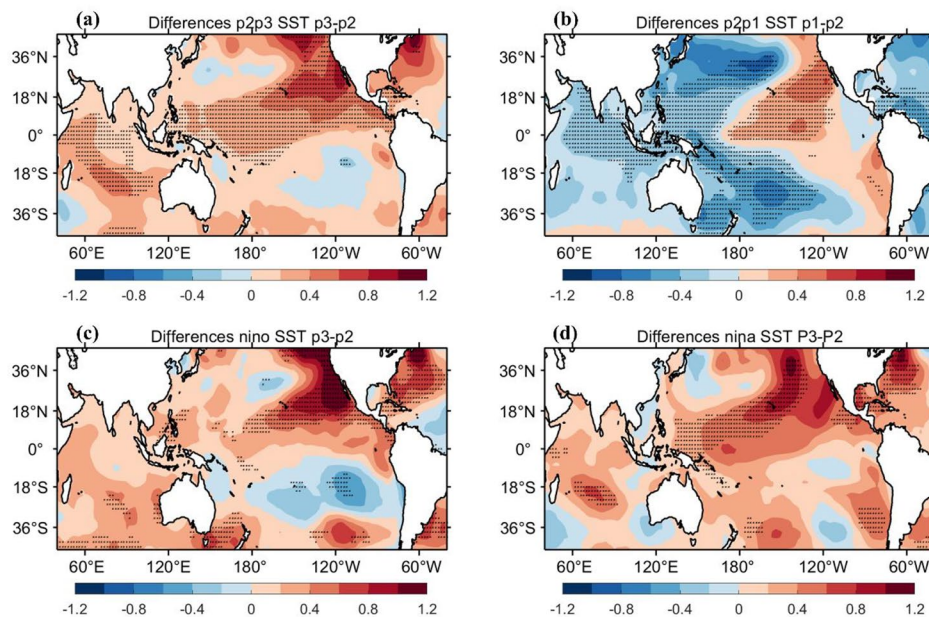 (a) Differences p2p3 SST p3-p2
36°N
18°N
0°
18°S
36°S
60°E 120°E 180°W 120°W 60°W
-1.2 -0.8 -0.4 0 0.4 0.8 1.2
(b) Differences p2p1 SST p1-p2
36°N
18°N
0°
18°S
36°S
60°E 120°E 180°W 120°W 60°W
-1.2 -0.8 -0.4 0 0.4 0.8 1.2
(c) Differences nino SST p3-p2
36°N
18°N
0°
18°S
36°S
60°E 120°E 180°W 120°W 60°W
-1.2 -0.8 -0.4 0 0.4 0.8 1.2
(d) Differences nina SST P3-P2
36°N
18°N
0°
18°S
36°S
60°E 120°E 180°W 120°W 60°W
-1.2 -0.8 -0.4 0 0.4 0.8 1.2